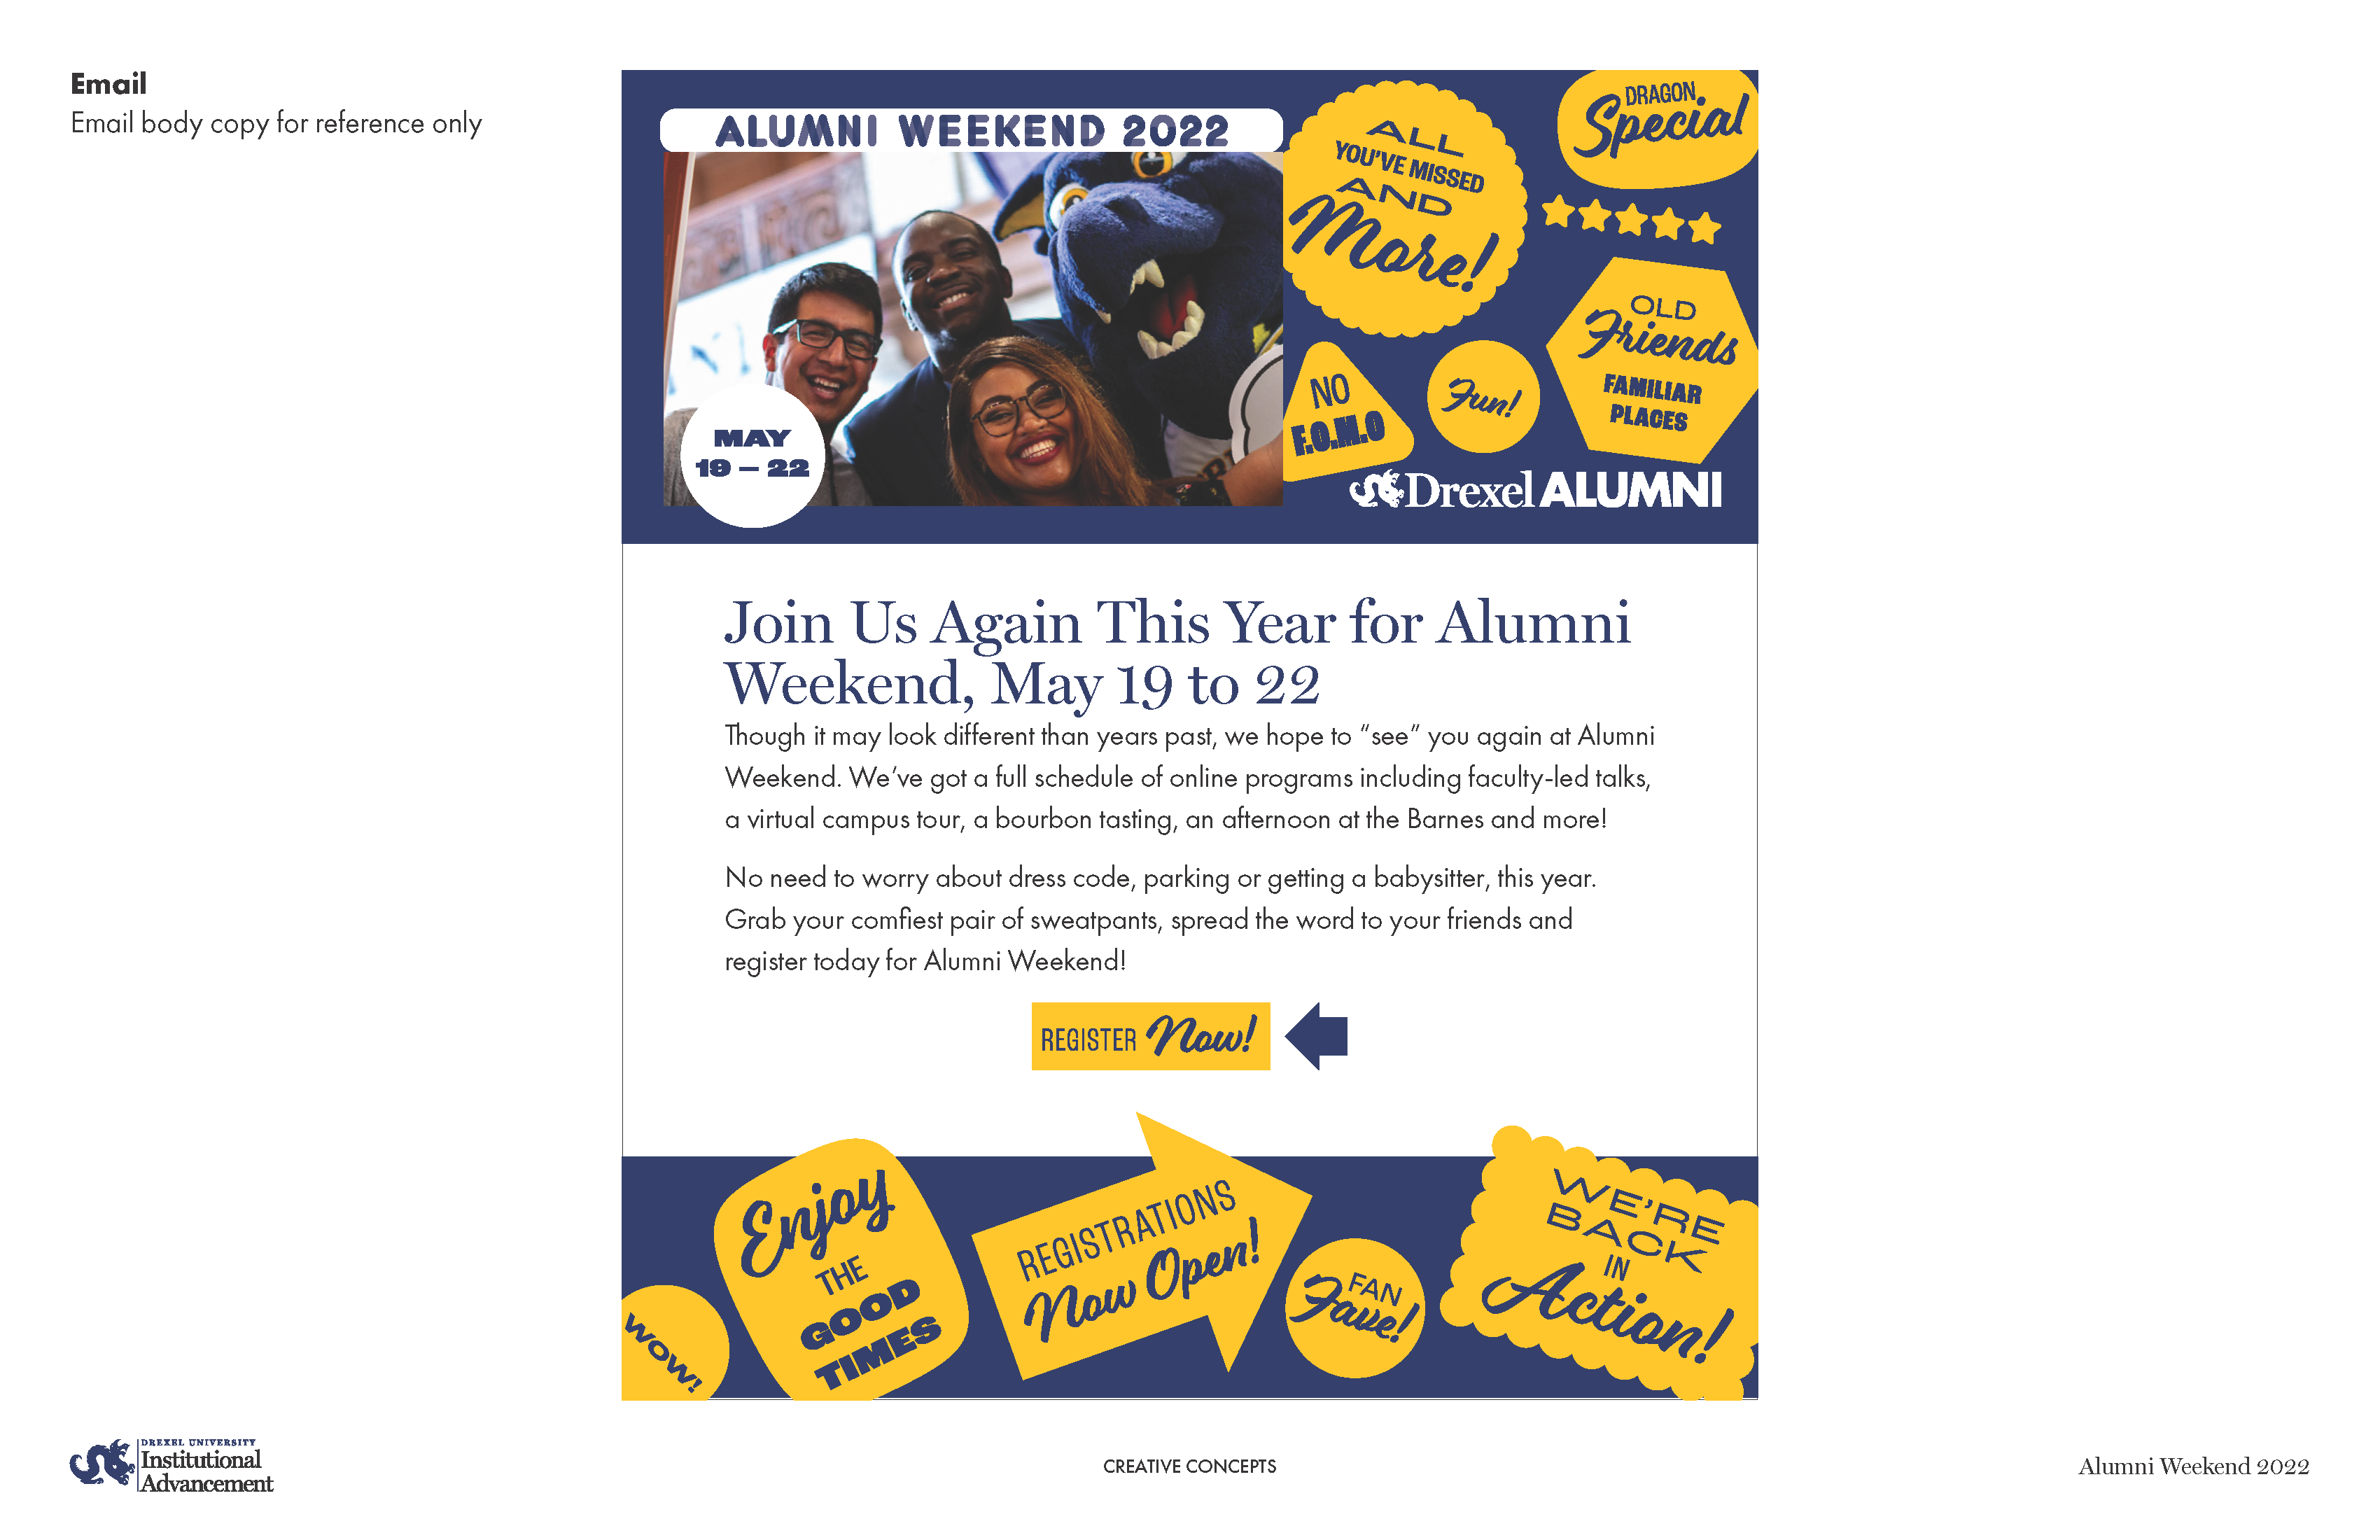 Email
Email body copy for reference only
ALUMNI WEEKEND 2022
MAY
19 – 22
ALL
YOU'VE MISSED
AND
More!
DRAGON
Special
OLD
Friends
FAMILIAR
PLACES
NO
F.O.M.O
Fun!
Drexel ALUMNI
Join Us Again This Year for Alumni
Weekend, May 19 to 22
Though it may look different than years past, we hope to “see” you again at Alumni
Weekend. We’ve got a full schedule of online programs including faculty-led talks,
a virtual campus tour, a bourbon tasting, an afternoon at the Barnes and more!
No need to worry about dress code, parking or getting a babysitter, this year.
Grab your comfiest pair of sweatpants, spread the word to your friends and
register today for Alumni Weekend!
REGISTER Now!
WOW!
Enjoy
THE
GOOD
TIMES
REGISTRATIONS
Now Open!
FAN
Fave!
WE'RE
BACK
IN
Action!
DREXEL UNIVERSITY
Institutional
Advancement
CREATIVE CONCEPTS
Alumni Weekend 2022